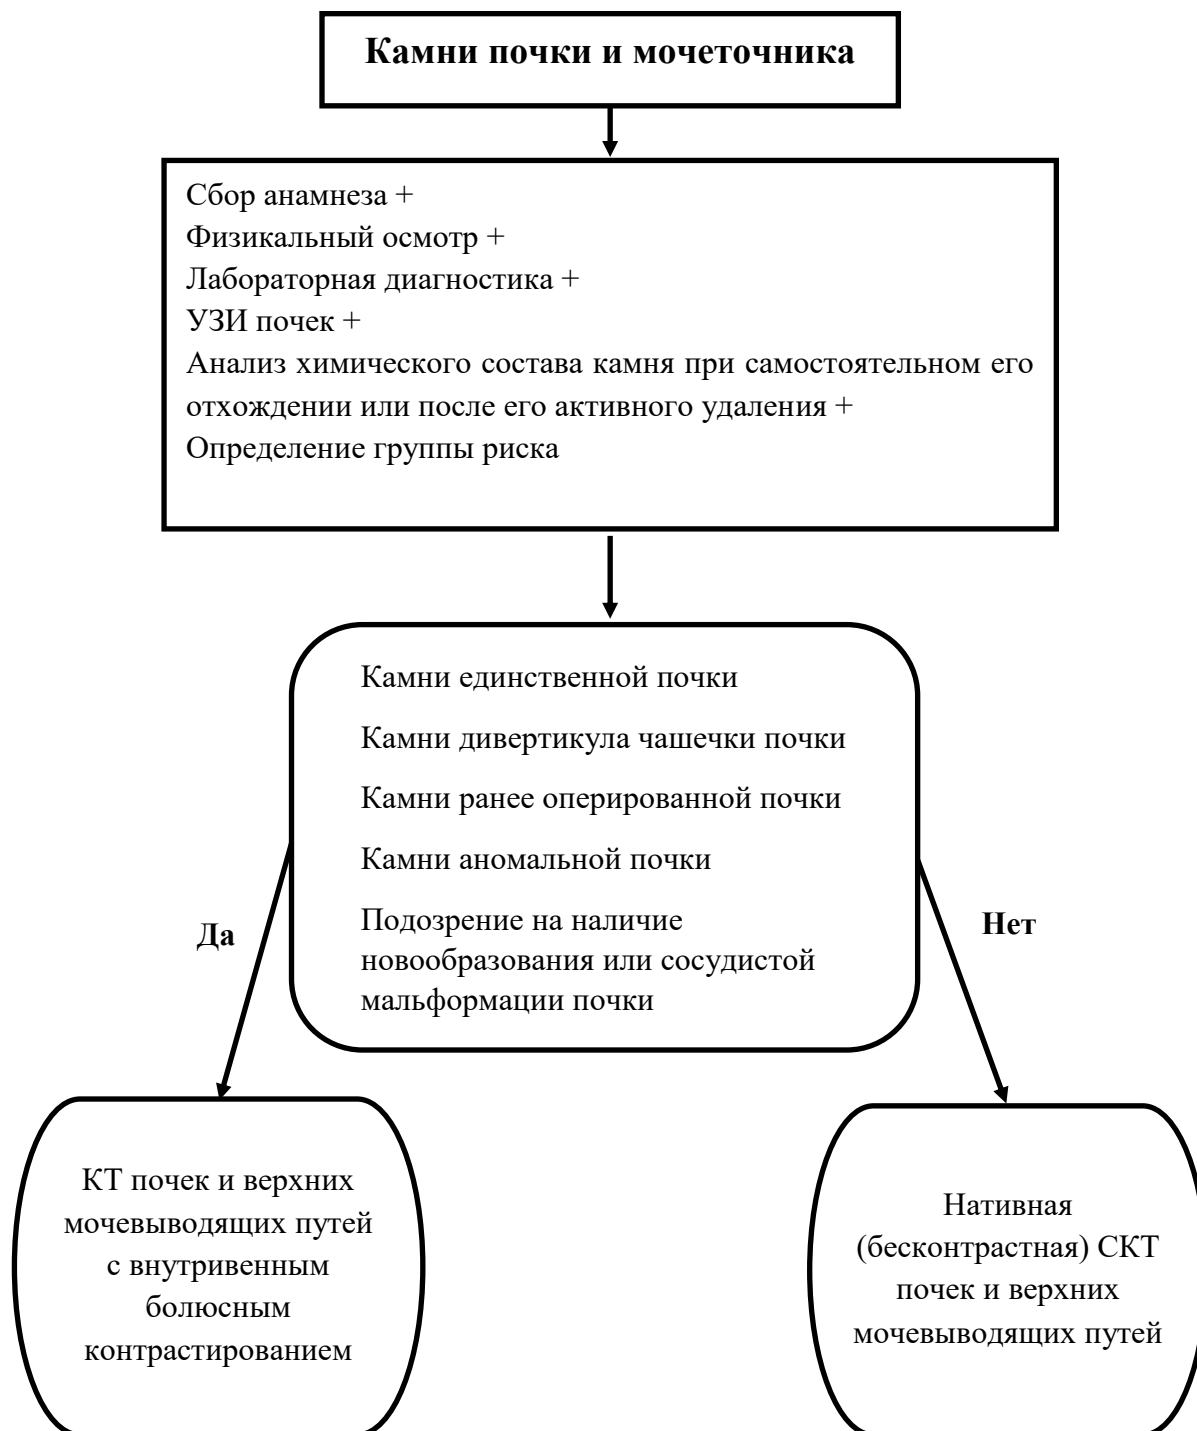 Камни почки и мочеточника
Сбор анамнеза +
Физикальный осмотр +
Лабораторная диагностика +
УЗИ почек +
Анализ химического состава камня при самостоятельном его
отхождении или после его активного удаления +
Определение группы риска
Камни единственной почки
Камни дивертикула чашечки почки
Камни ранее оперированной почки
Камни аномальной почки
Подозрение на наличие
новообразования или сосудистой
мальформации почки
Да
Нет
КТ почек и верхних
мочевыводящих путей
с внутривенным
болюсным
контрастированием
Нативная
(бесконтрастная) СКТ
почек и верхних
мочевыводящих путей